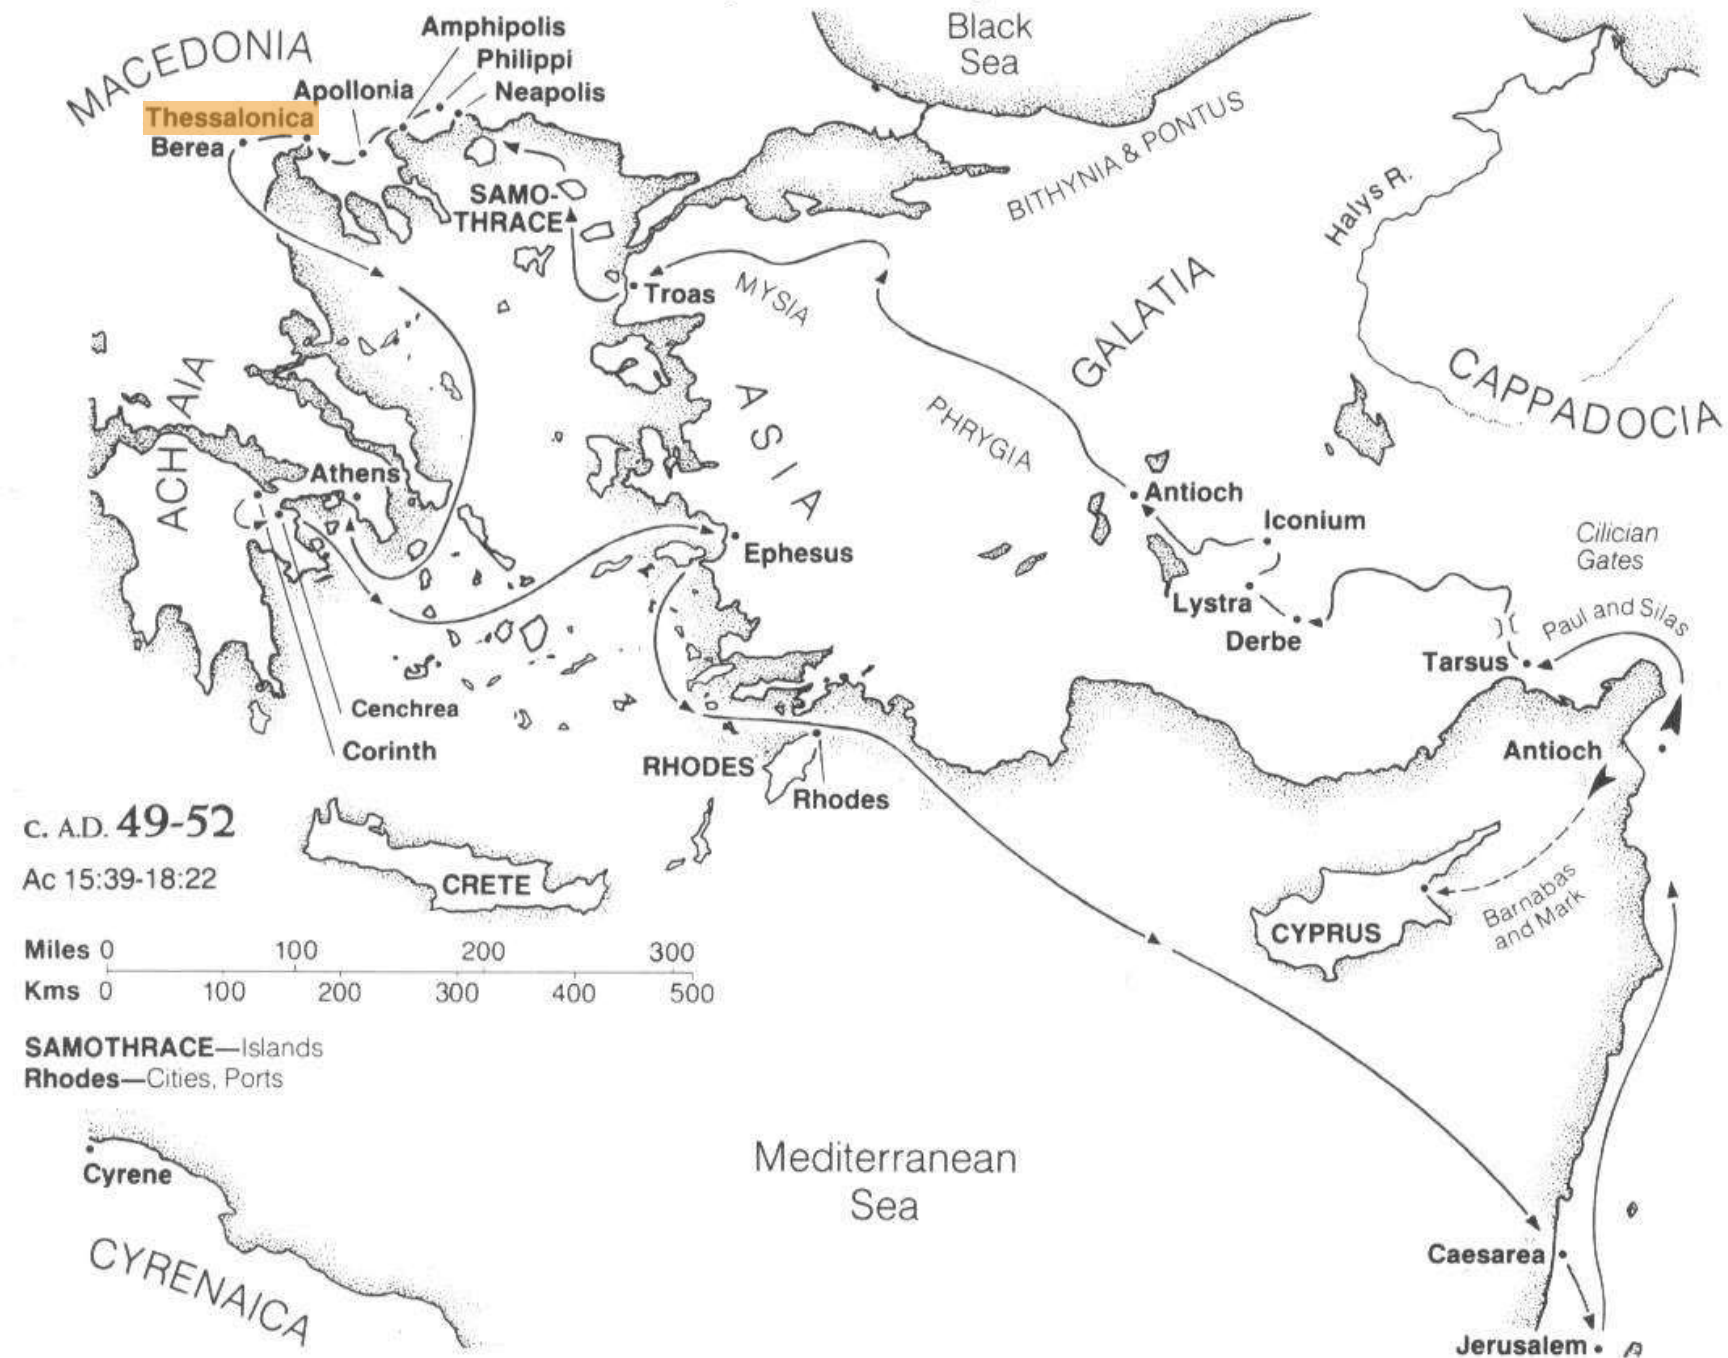 MACEDONIA
Amphipolis
Philippi
Neapolis
Apollonia
Thessalonica
Berea
Black
Sea
BITHYNIA & PONTUS
Halys R.
SAMO-
THRACE
Troas
MYSIA
GALATIA
CAPPADOCIA
ACHAIA
ASIA
PHRYGIA
Athens
Antioch
Iconium
Ephesus
Cilician
Gates
Lystra
Derbe
Paul and Silas
Tarsus
Cenchrea
Corinth
RHODES
Rhodes
Antioch
c. A.D. 49-52
Ac 15:39-18:22
CRETE
CYPRUS
Barnabas
and Mark
Miles 0 100 200 300
Kms 0 100 200 300 400 500
SAMOTHRACE—Islands
Rhodes—Cities, Ports
Cyrene
CYRENAICA
Mediterranean
Sea
Caesarea
Jerusalem